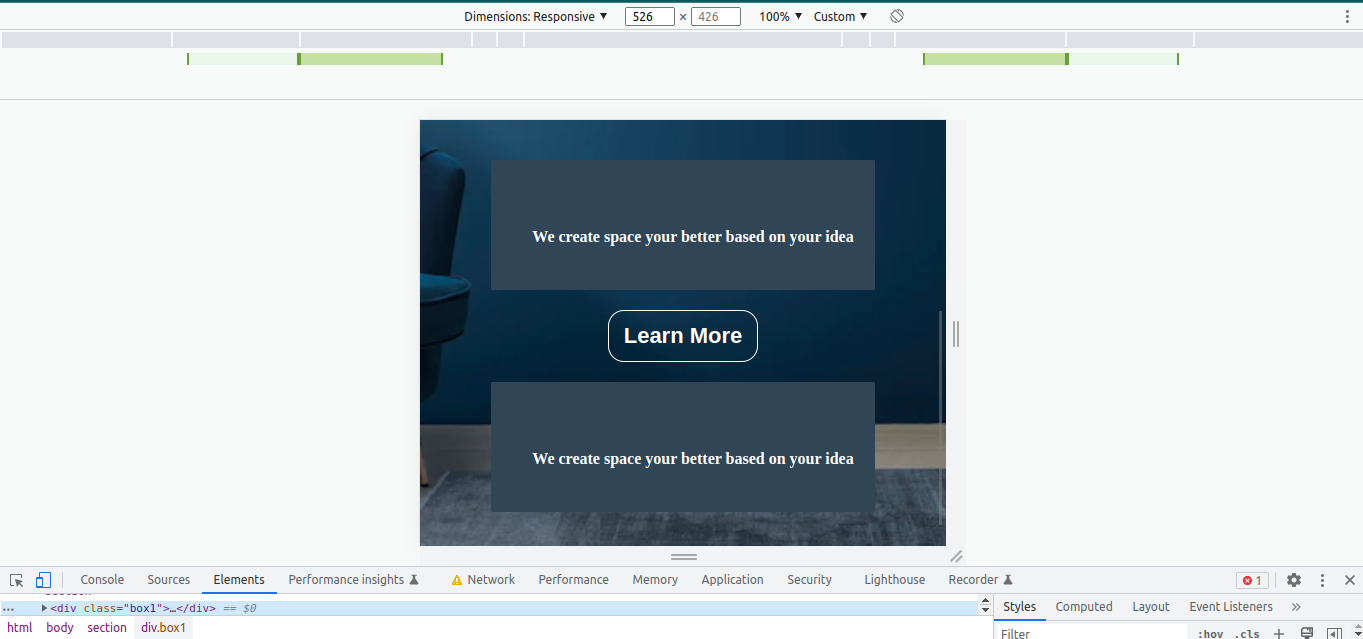 Dimensions: Responsive ▼ 526 × 426 100% ▼ Custom ▼
We create space your better based on your idea
Learn More
We create space your better based on your idea
Console Sources Elements Performance insights Network Performance Memory Application Security Lighthouse Recorder 1
<div class="box1">…</div> == $0
html body section div.box1
Styles Computed Layout Event Listeners »
Filter :hov .cls +